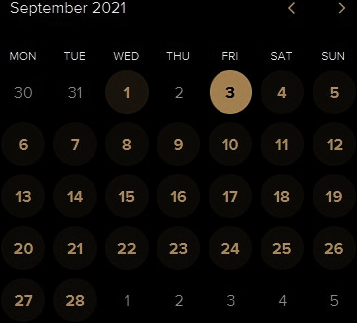 September 2021
MON TUE WED THU FRI SAT SUN
30 31 1 2 3 4 5
6 7 8 9 10 11 12
13 14 15 16 17 18 19
20 21 22 23 24 25 26
27 28 1 2 3 4 5